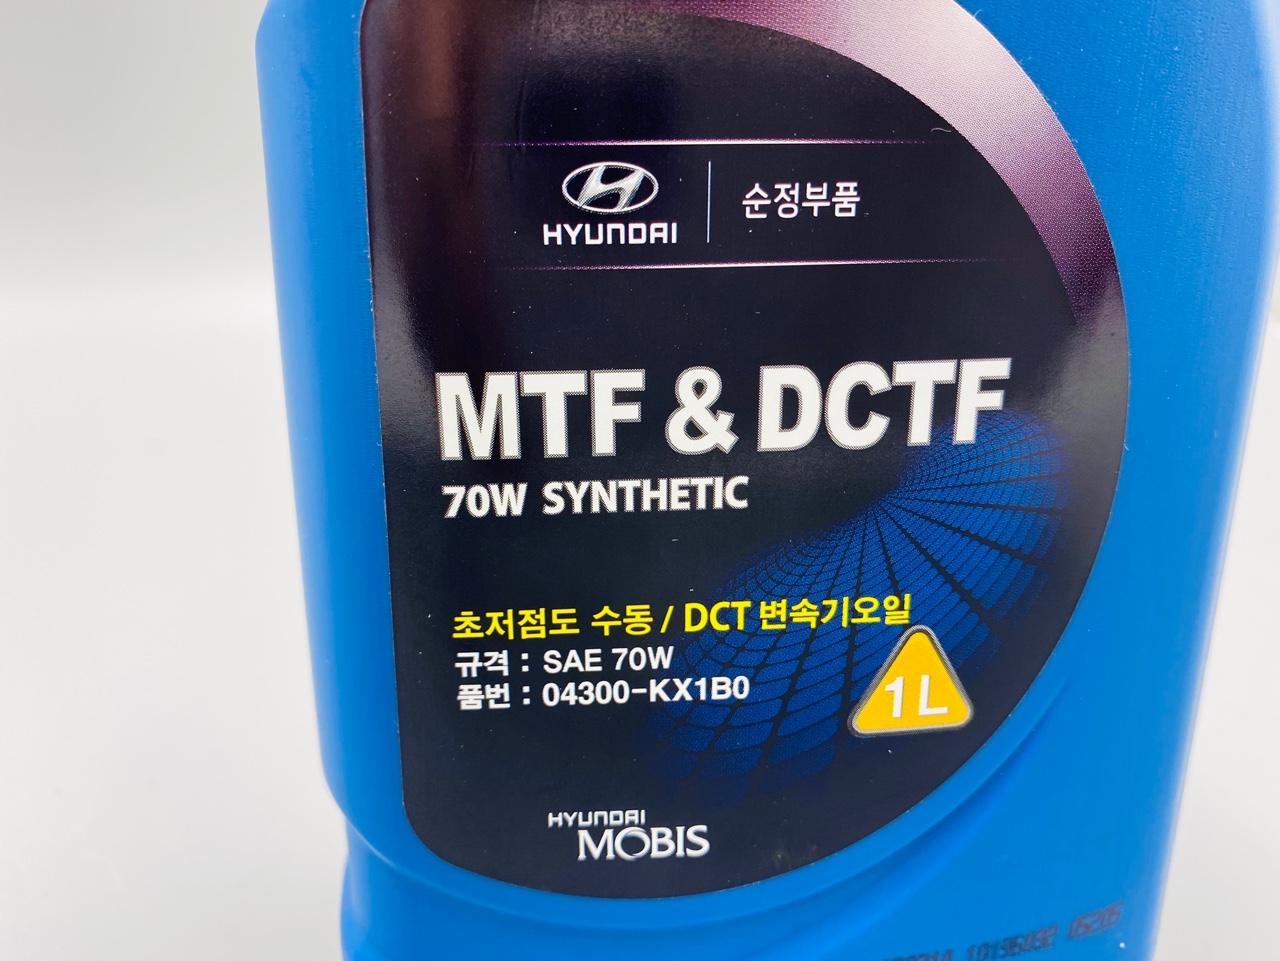 HYUNDAI 순정부품
MTF & DCTF
70W SYNTHETIC
초저점도 수동 / DCT 변속기오일
규격 : SAE 70W
품번 : 04300-KX1B0
1 L
HYUNDAI
MOBIS